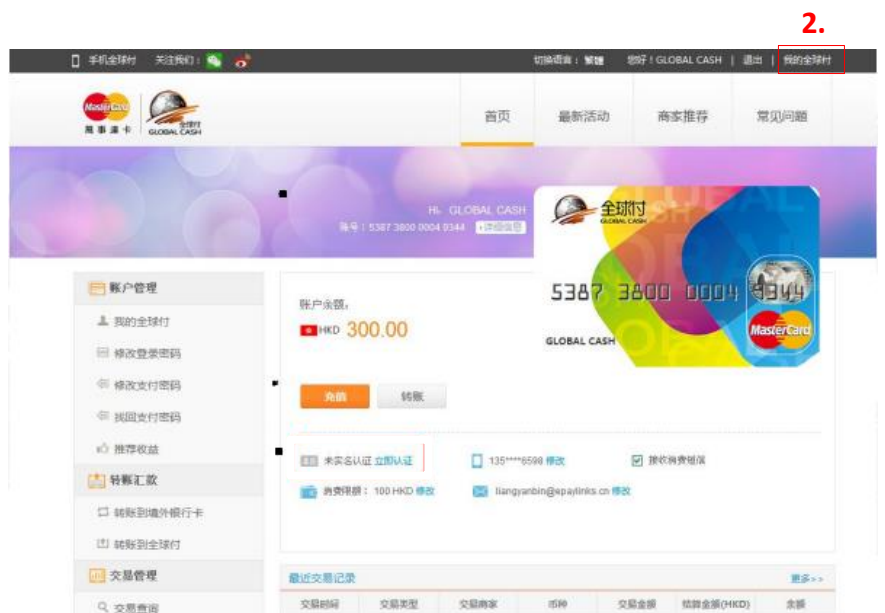 2.
手机全球付 关注我们： 切换语言：繁體 您好！GLOBAL CASH | 退出 | 我的全球付
MasterCard
萬事達卡
全球付
GLOBAL CASH
首页 最新活动 商家推荐 常见问题
Hi, GLOBAL CASH
账号：5387 3800 0004 9344 详细信息
全球付
GLOBAL CASH
5387 3800 0004 9344
GLOBAL CASH
MasterCard
账户管理
我的全球付
修改登录密码
修改支付密码
找回支付密码
推荐收益
转账汇款
转账到境外银行卡
转账到全球付
交易管理
交易查询
账户余额：
HKD 300.00
充值 转账
未实名认证 立即认证 135****6598 修改 接收消费短信
消费限额：100 HKD 修改 liangyanbin@epaylinks.cn 修改
最近交易记录 更多>>
交易时间 交易类型 交易商家 币种 交易金额 结算金额(HKD) 余额